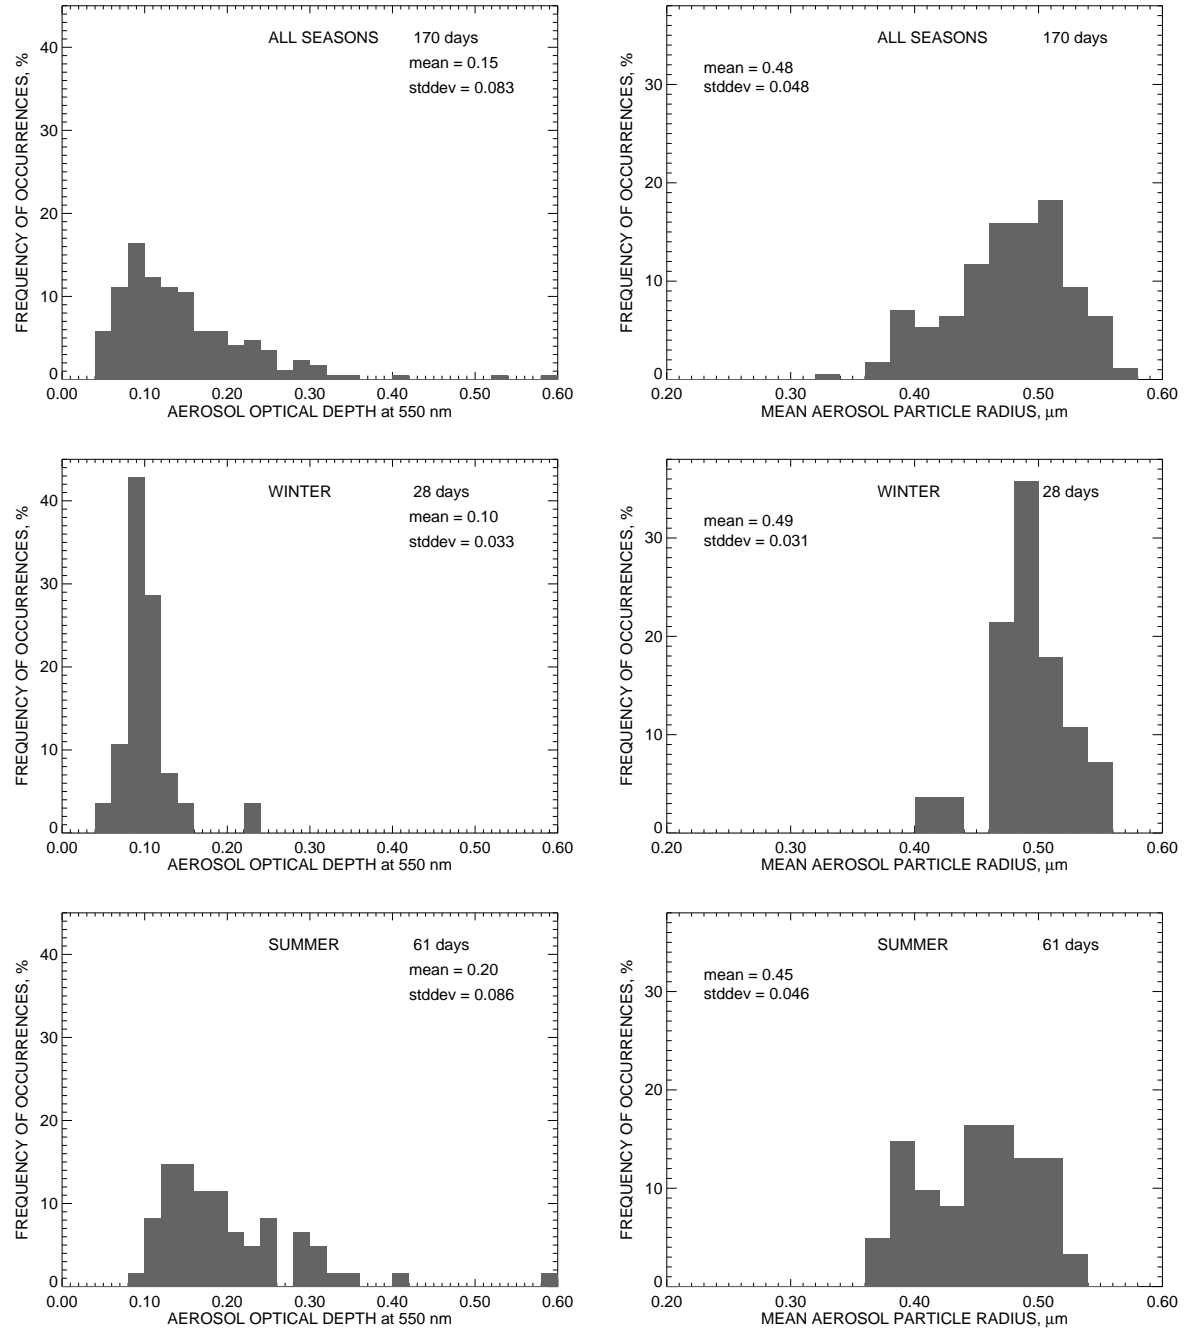 ALL SEASONS 170 days
mean = 0.15
stddev = 0.083
FREQUENCY OF OCCURRENCES, %
40
30
20
10
0
0.00 0.10 0.20 0.30 0.40 0.50 0.60
AEROSOL OPTICAL DEPTH at 550 nm
ALL SEASONS 170 days
mean = 0.48
stddev = 0.048
FREQUENCY OF OCCURRENCES, %
30
20
10
0
0.20 0.30 0.40 0.50 0.60
MEAN AEROSOL PARTICLE RADIUS, μm
WINTER 28 days
mean = 0.10
stddev = 0.033
FREQUENCY OF OCCURRENCES, %
40
30
20
10
0
0.00 0.10 0.20 0.30 0.40 0.50 0.60
AEROSOL OPTICAL DEPTH at 550 nm
WINTER 28 days
mean = 0.49
stddev = 0.031
FREQUENCY OF OCCURRENCES, %
30
20
10
0
0.20 0.30 0.40 0.50 0.60
MEAN AEROSOL PARTICLE RADIUS, μm
SUMMER 61 days
mean = 0.20
stddev = 0.086
FREQUENCY OF OCCURRENCES, %
40
30
20
10
0
0.00 0.10 0.20 0.30 0.40 0.50 0.60
AEROSOL OPTICAL DEPTH at 550 nm
SUMMER 61 days
mean = 0.45
stddev = 0.046
FREQUENCY OF OCCURRENCES, %
30
20
10
0
0.20 0.30 0.40 0.50 0.60
MEAN AEROSOL PARTICLE RADIUS, μm